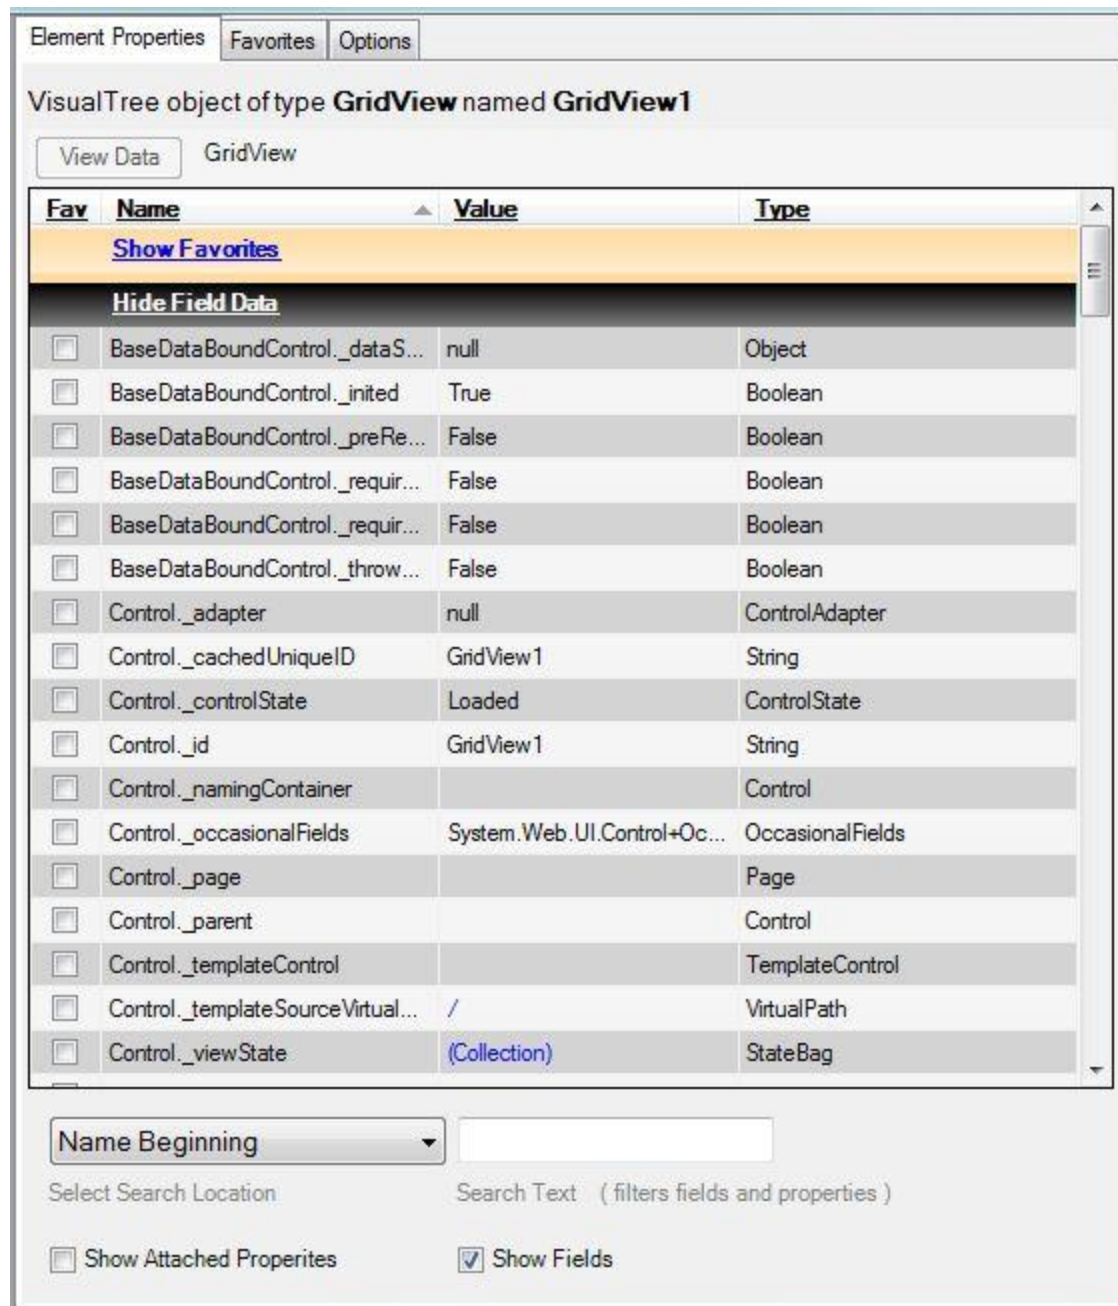 Element Properties Favorites Options
VisualTree object of type GridView named GridView1
View Data GridView
Fav Name Value Type
Show Favorites
Hide Field Data
BaseDataBoundControl._dataS... null Object
BaseDataBoundControl._inited True Boolean
BaseDataBoundControl._preRe... False Boolean
BaseDataBoundControl._requir... False Boolean
BaseDataBoundControl._requir... False Boolean
BaseDataBoundControl._throw... False Boolean
Control._adapter null ControlAdapter
Control._cachedUniqueID GridView1 String
Control._controlState Loaded ControlState
Control._id GridView1 String
Control._namingContainer Control
Control._occasionalFields System.Web.UI.Control+Oc... OccasionalFields
Control._page Page
Control._parent Control
Control._templateControl TemplateControl
Control._templateSourceVirtual... / VirtualPath
Control._viewState (Collection) StateBag
Name Beginning
Select Search Location Search Text ( filters fields and properties )
Show Attached Properites Show Fields